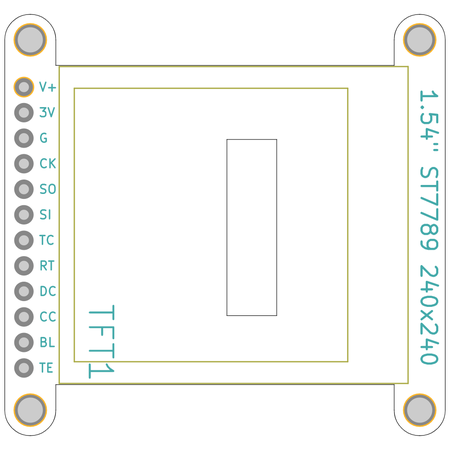 V+
3V
G
CK
SO
SI
TC
RT
DC
CC
BL
TE
TFT1
1.54" ST7789 240x240